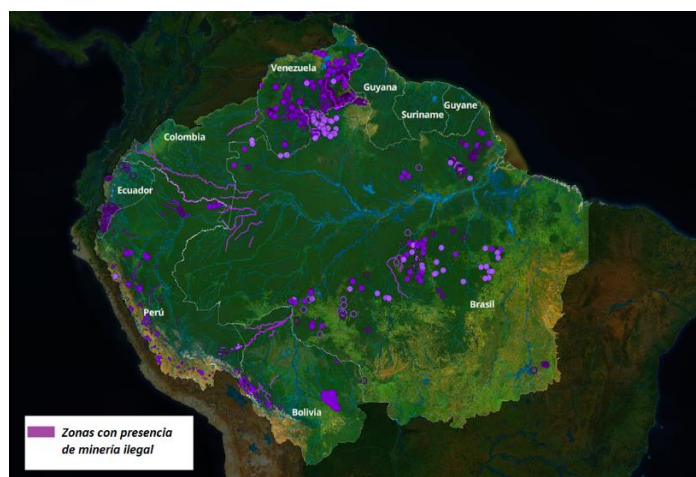 Venezuela
Guyana
Suriname
Guyane
Colombia
Ecuador
Perú
Brasil
Bolivia
Zonas con presencia
de minería ilegal